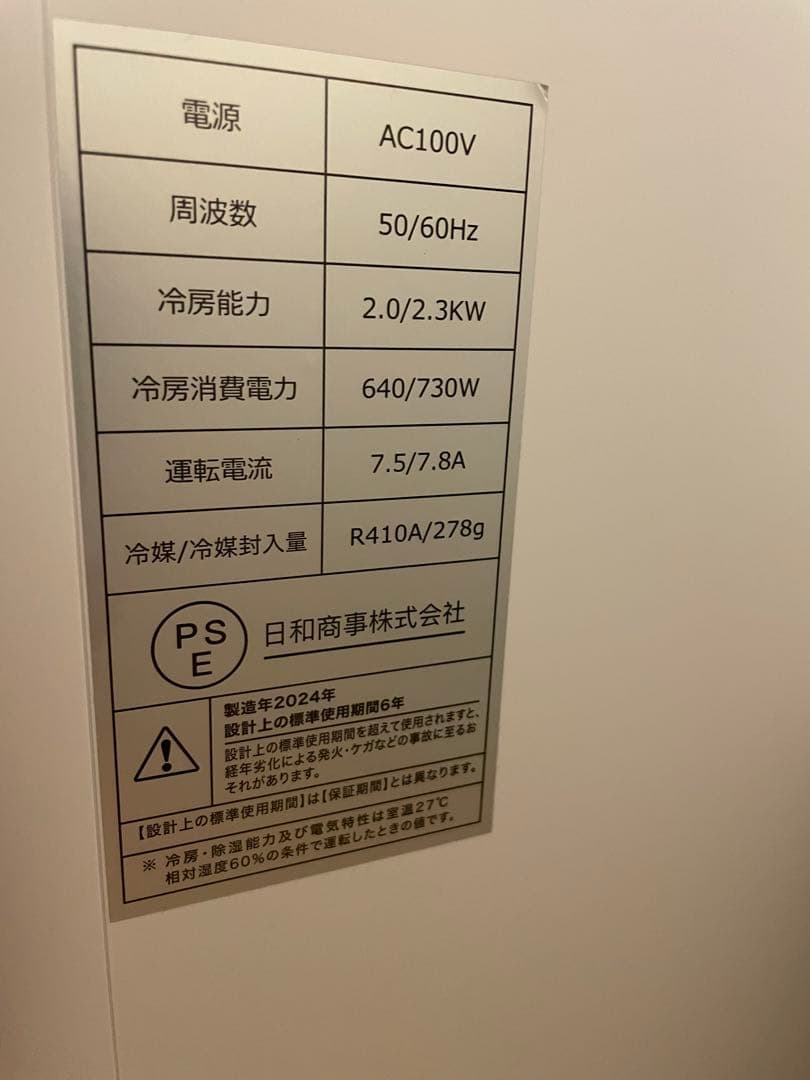 電源 AC100V
周波数 50/60Hz
冷房能力 2.0/2.3KW
冷房消費電力 640/730W
運転電流 7.5/7.8A
冷媒/冷媒封入量 R410A/278g
PSE 日和商事株式会社
製造年2024年
設計上の標準使用期間6年
設計上の標準使用期間を超えて使用されますと、
経年劣化による発火・ケガなどの事故に至るお
それがあります。
【設計上の標準使用期間】は【保証期間】とは異なります。
※ 冷房・除湿能力及び電気特性は室温27℃
相対湿度60%の条件で運転したときの値です。